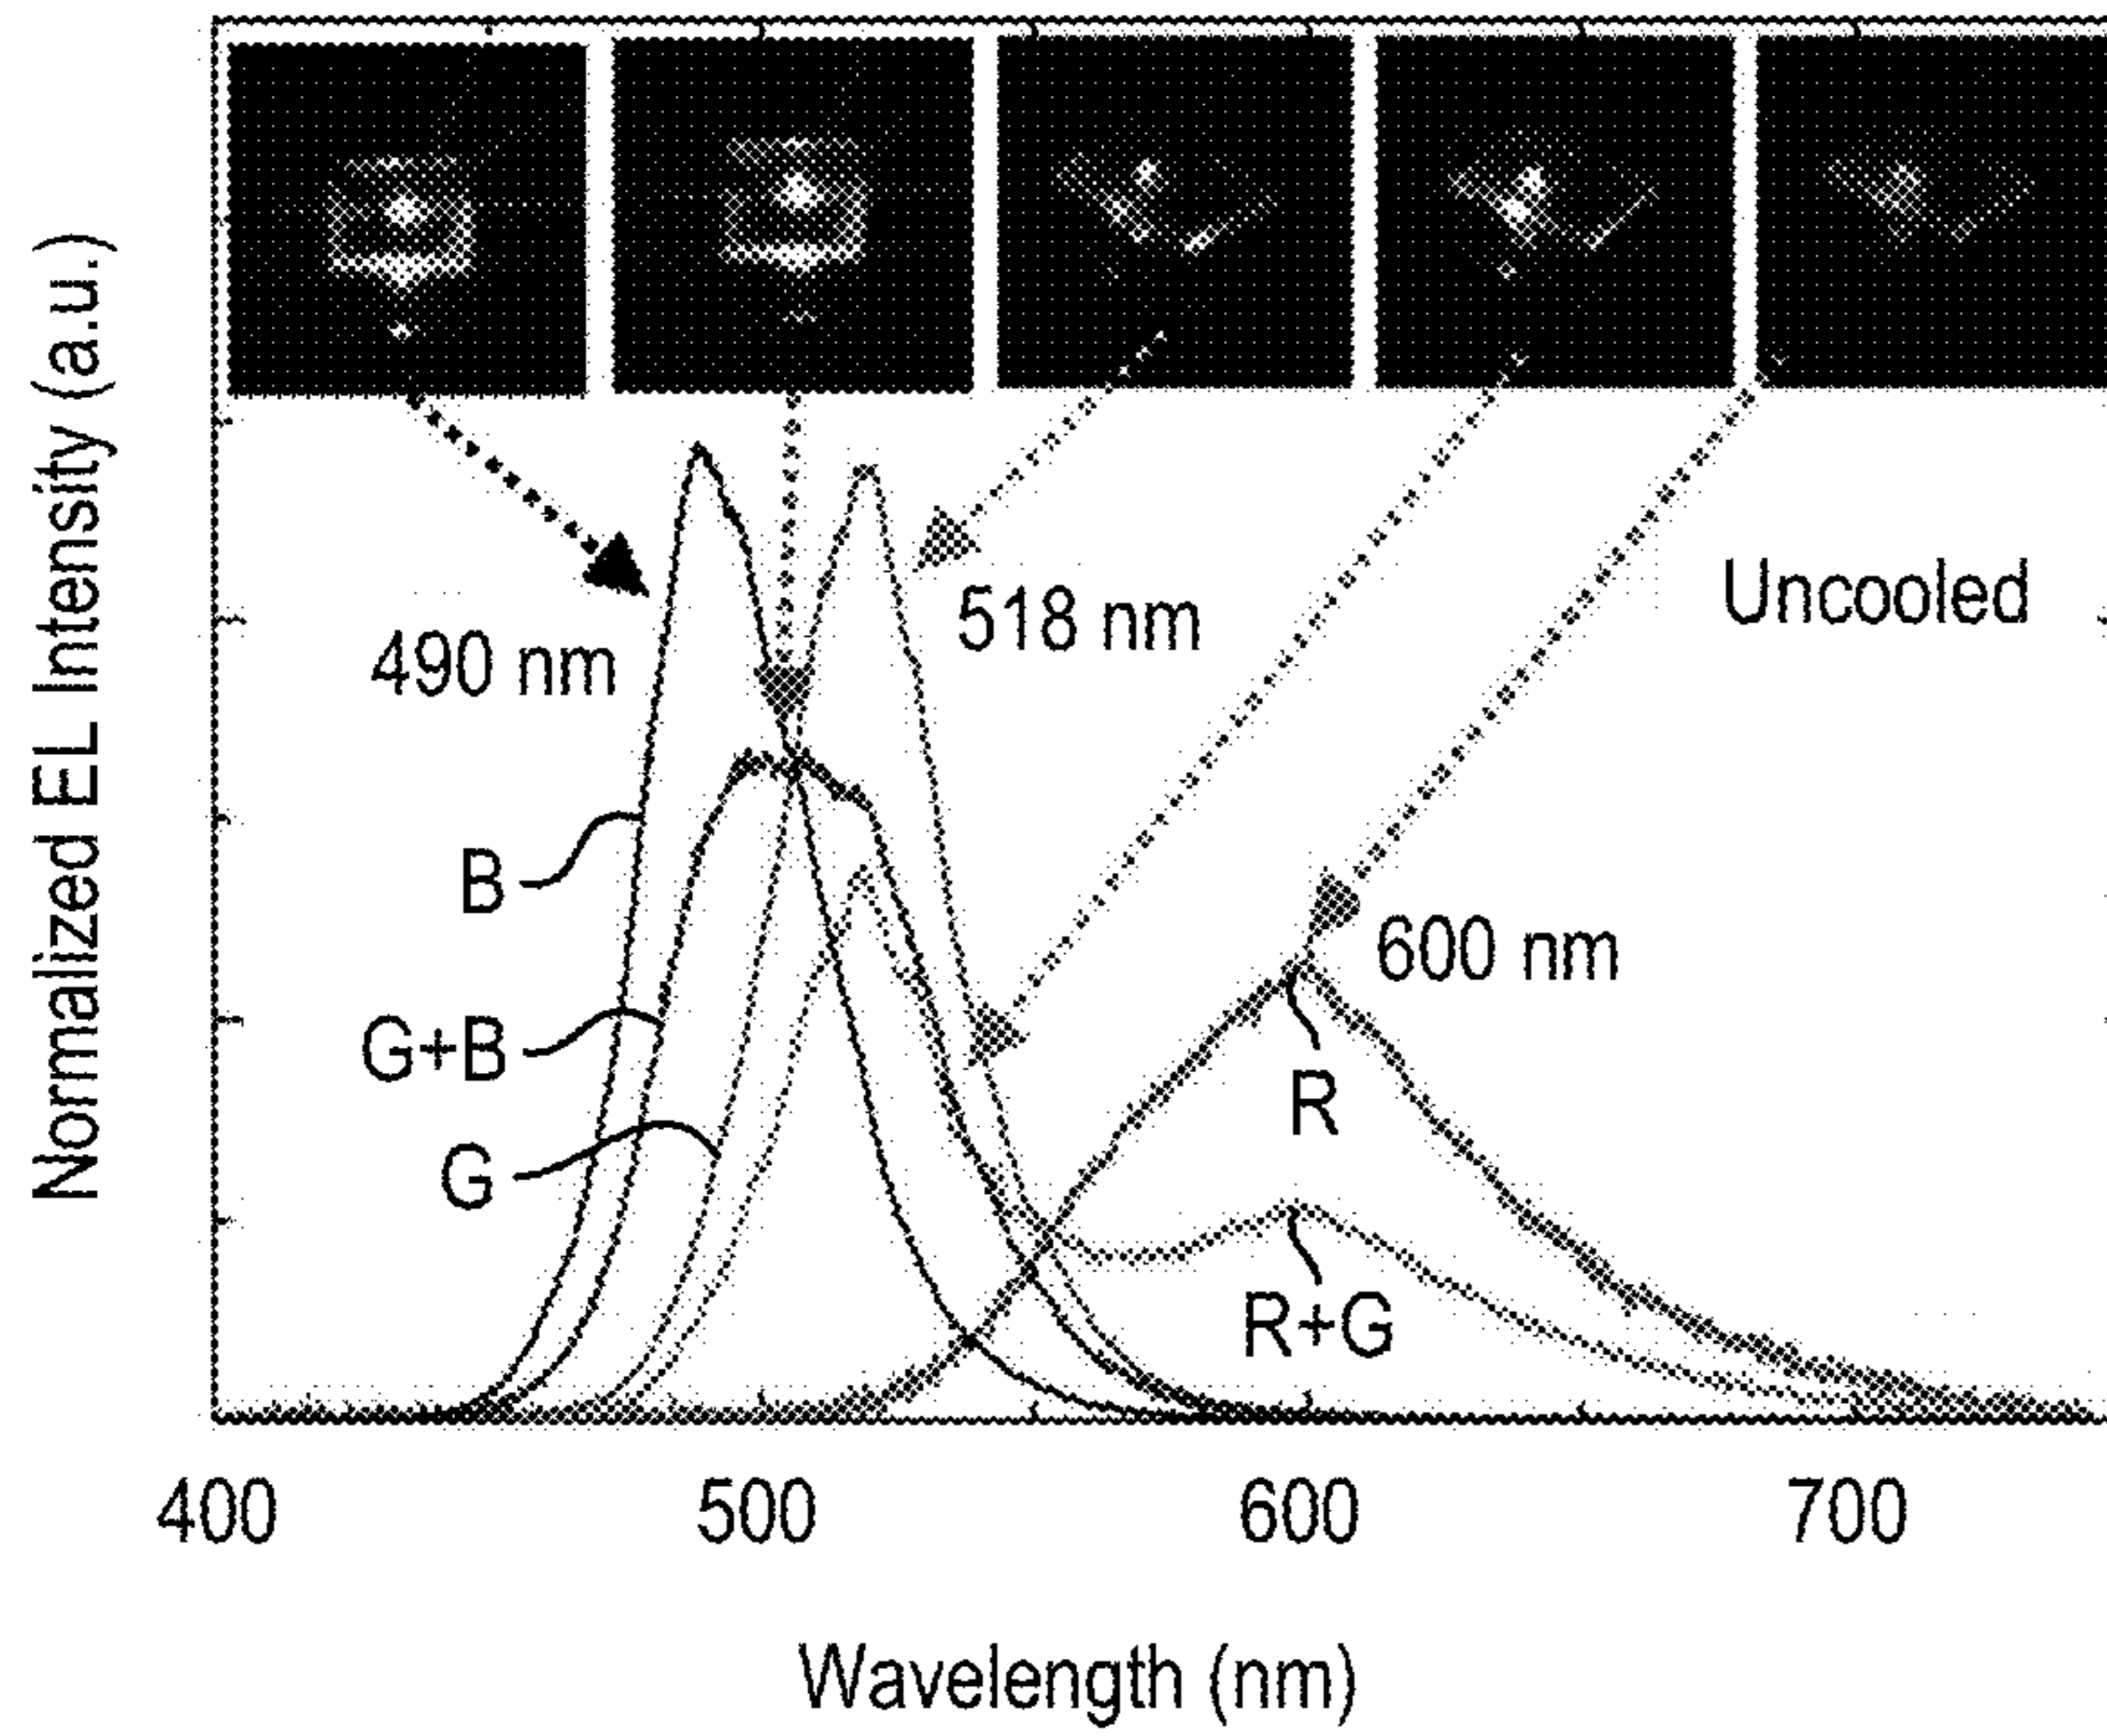 Normalized EL Intensity (a.u.)
490 nm
518 nm
Uncooled
B
G+B
G
600 nm
R
R+G
400
500
600
700
Wavelength (nm)